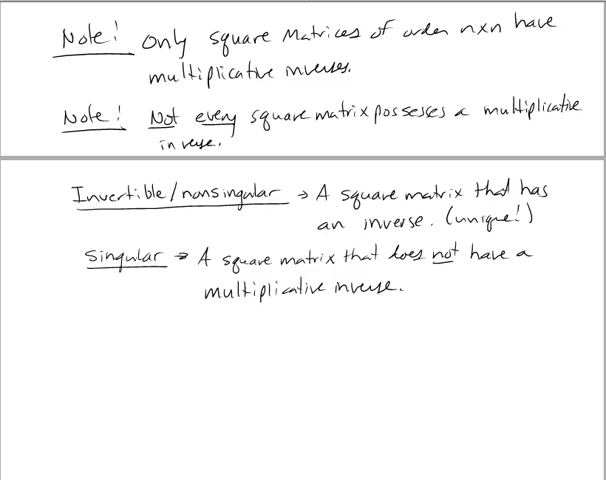 Note! Only square Matrices of order nxn have
multiplicative inverses.
Note! Not every square matrix possesses a multiplicative
inverse.
Invertible/nonsingular → A square matrix that has
an inverse. (unique!)
Singular → A square matrix that does not have a
multiplicative inverse.